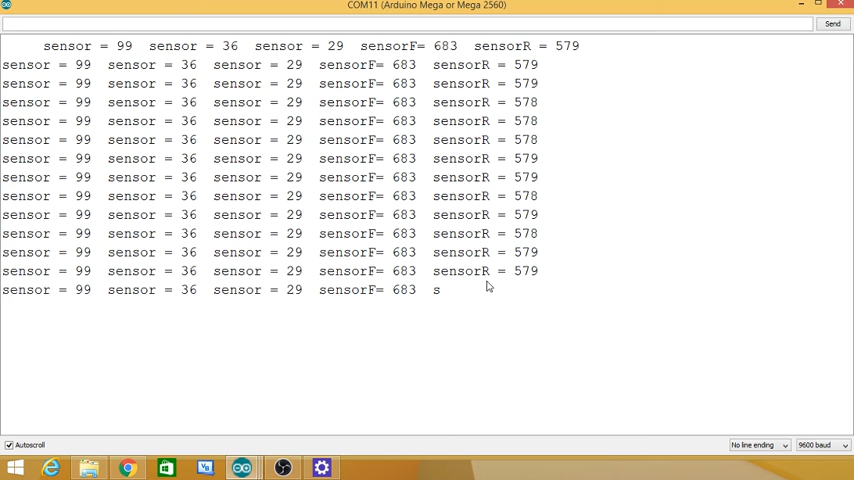 COM11 (Arduino Mega or Mega 2560)
Send
sensor = 99 sensor = 36 sensor = 29 sensorF= 683 sensorR = 579
sensor = 99 sensor = 36 sensor = 29 sensorF= 683 sensorR = 579
sensor = 99 sensor = 36 sensor = 29 sensorF= 683 sensorR = 579
sensor = 99 sensor = 36 sensor = 29 sensorF= 683 sensorR = 578
sensor = 99 sensor = 36 sensor = 29 sensorF= 683 sensorR = 578
sensor = 99 sensor = 36 sensor = 29 sensorF= 683 sensorR = 578
sensor = 99 sensor = 36 sensor = 29 sensorF= 683 sensorR = 579
sensor = 99 sensor = 36 sensor = 29 sensorF= 683 sensorR = 579
sensor = 99 sensor = 36 sensor = 29 sensorF= 683 sensorR = 578
sensor = 99 sensor = 36 sensor = 29 sensorF= 683 sensorR = 579
sensor = 99 sensor = 36 sensor = 29 sensorF= 683 sensorR = 578
sensor = 99 sensor = 36 sensor = 29 sensorF= 683 sensorR = 579
sensor = 99 sensor = 36 sensor = 29 sensorF= 683 sensorR = 579
sensor = 99 sensor = 36 sensor = 29 sensorF= 683 s
Autoscroll No line ending 9600 baud
VB